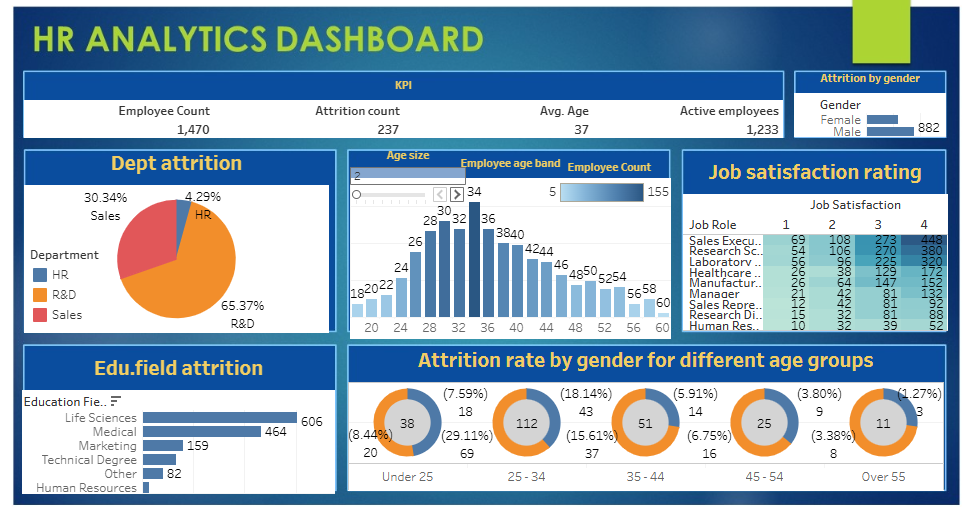 HR ANALYTICS DASHBOARD
KPI
Employee Count Attrition count Avg. Age Active employees
1,470 237 37 1,233
Attrition by gender
Gender
Female
Male 882
Dept attrition
30.34% 4.29%
Sales HR
Department
HR
R&D
Sales
65.37%
R&D
Age size Employee age band Employee Count
2
5 155
34
30 32
28 36
26 38 40
24 42 44
46 48 50 52 54
18 20 22 56 58 60
20 24 28 32 36 40 44 48 52 56 60
Job satisfaction rating
Job Satisfaction
Job Role 1 2 3 4
Sales Execu.. 69 108 273 448
Research Sc.. 54 106 270 380
Laboratory .. 56 96 225 320
Healthcare .. 26 38 129 172
Manufactur.. 26 64 147 152
Manager 21 42 81 132
Sales Repre.. 12 42 81 92
Research Di.. 15 32 81 88
Human Res.. 10 32 39 52
Edu.field attrition
Education Fie..
Life Sciences 606
Medical 464
Marketing 159
Technical Degree
Other 82
Human Resources
Attrition rate by gender for different age groups
(7.59%) (18.14%) (5.91%) (3.80%) (1.27%)
18 43 14 9 3
38 112 51 25 11
(8.44%) (29.11%) (15.61%) (6.75%) (3.38%)
20 69 37 16 8
Under 25 25 - 34 35 - 44 45 - 54 Over 55